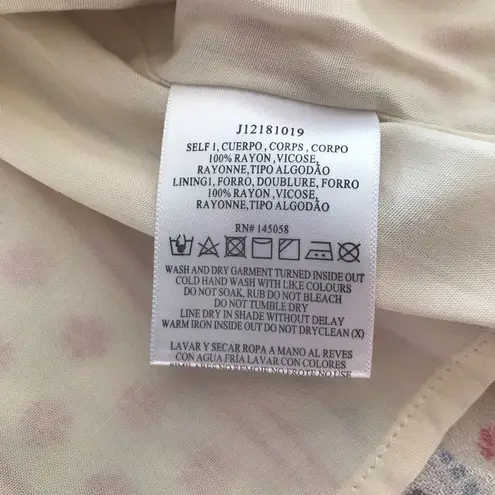 J12181019
SELF 1, CUERPO, CORPS, CORPO
100% RAYON, VICOSE,
RAYONNE,TIPO ALGODÃO
LINING1, FORRO, DOUBLURE, FORRO
100% RAYON, VICOSE,
RAYONNE,TIPO ALGODÃO
RN# 145058
WASH AND DRY GARMENT TURNED INSIDE OUT
COLD HAND WASH WITH LIKE COLOURS
DO NOT SOAK, RUB DO NOT BLEACH
DO NOT TUMBLE DRY
LINE DRY IN SHADE WITHOUT DELAY
WARM IRON INSIDE OUT DO NOT DRYCLEAN (X)
LAVAR Y SECAR ROPA A MANO AL REVES
CON AGUA FRÍA LAVAR CON COLORES